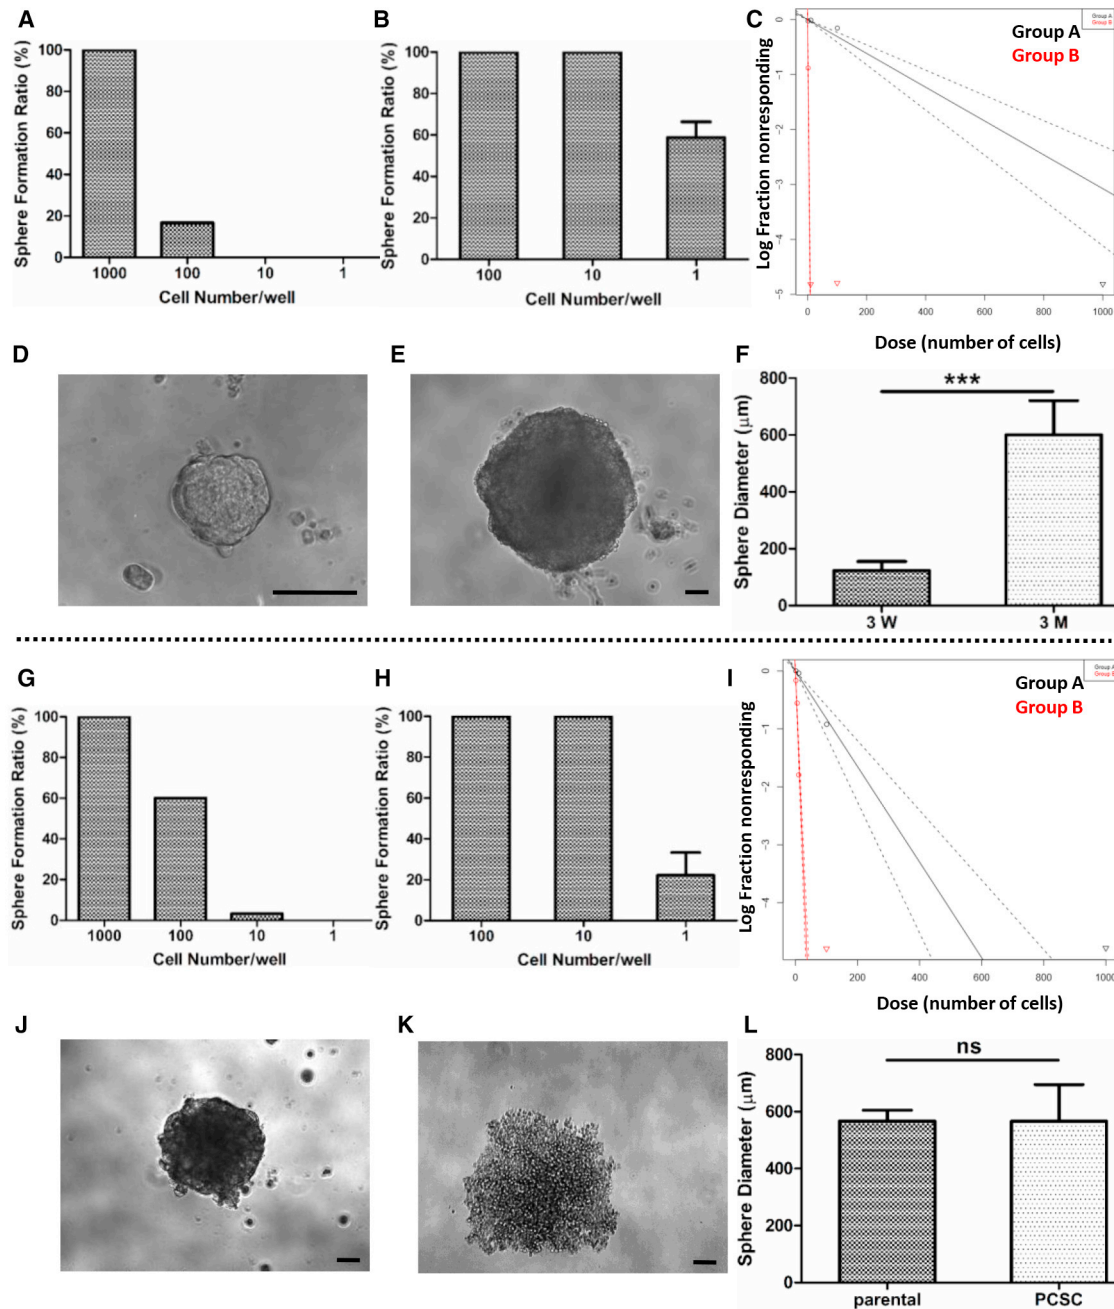 A
Sphere Formation Ratio (%)
100
80
60
40
20
0
1000 100 10 1
Cell Number/well
B
Sphere Formation Ratio (%)
100
80
60
40
20
0
100 10 1
Cell Number/well
C
Log Fraction nonresponding
0
-1
-2
-3
-4
-5
Group A
Group B
Group A
Group B
0 200 400 600 800 1000
Dose (number of cells)
D
E
F
Sphere Diameter (μm)
800
600
400
200
0
***
3 W 3 M
G
Sphere Formation Ratio (%)
100
80
60
40
20
0
1000 100 10 1
Cell Number/well
H
Sphere Formation Ratio (%)
100
80
60
40
20
0
100 10 1
Cell Number/well
I
Log Fraction nonresponding
0
-1
-2
-3
-4
Group A
Group B
Group A
Group B
0 200 400 600 800 1000
Dose (number of cells)
J
K
L
Sphere Diameter (μm)
800
600
400
200
0
ns
parental PCSC